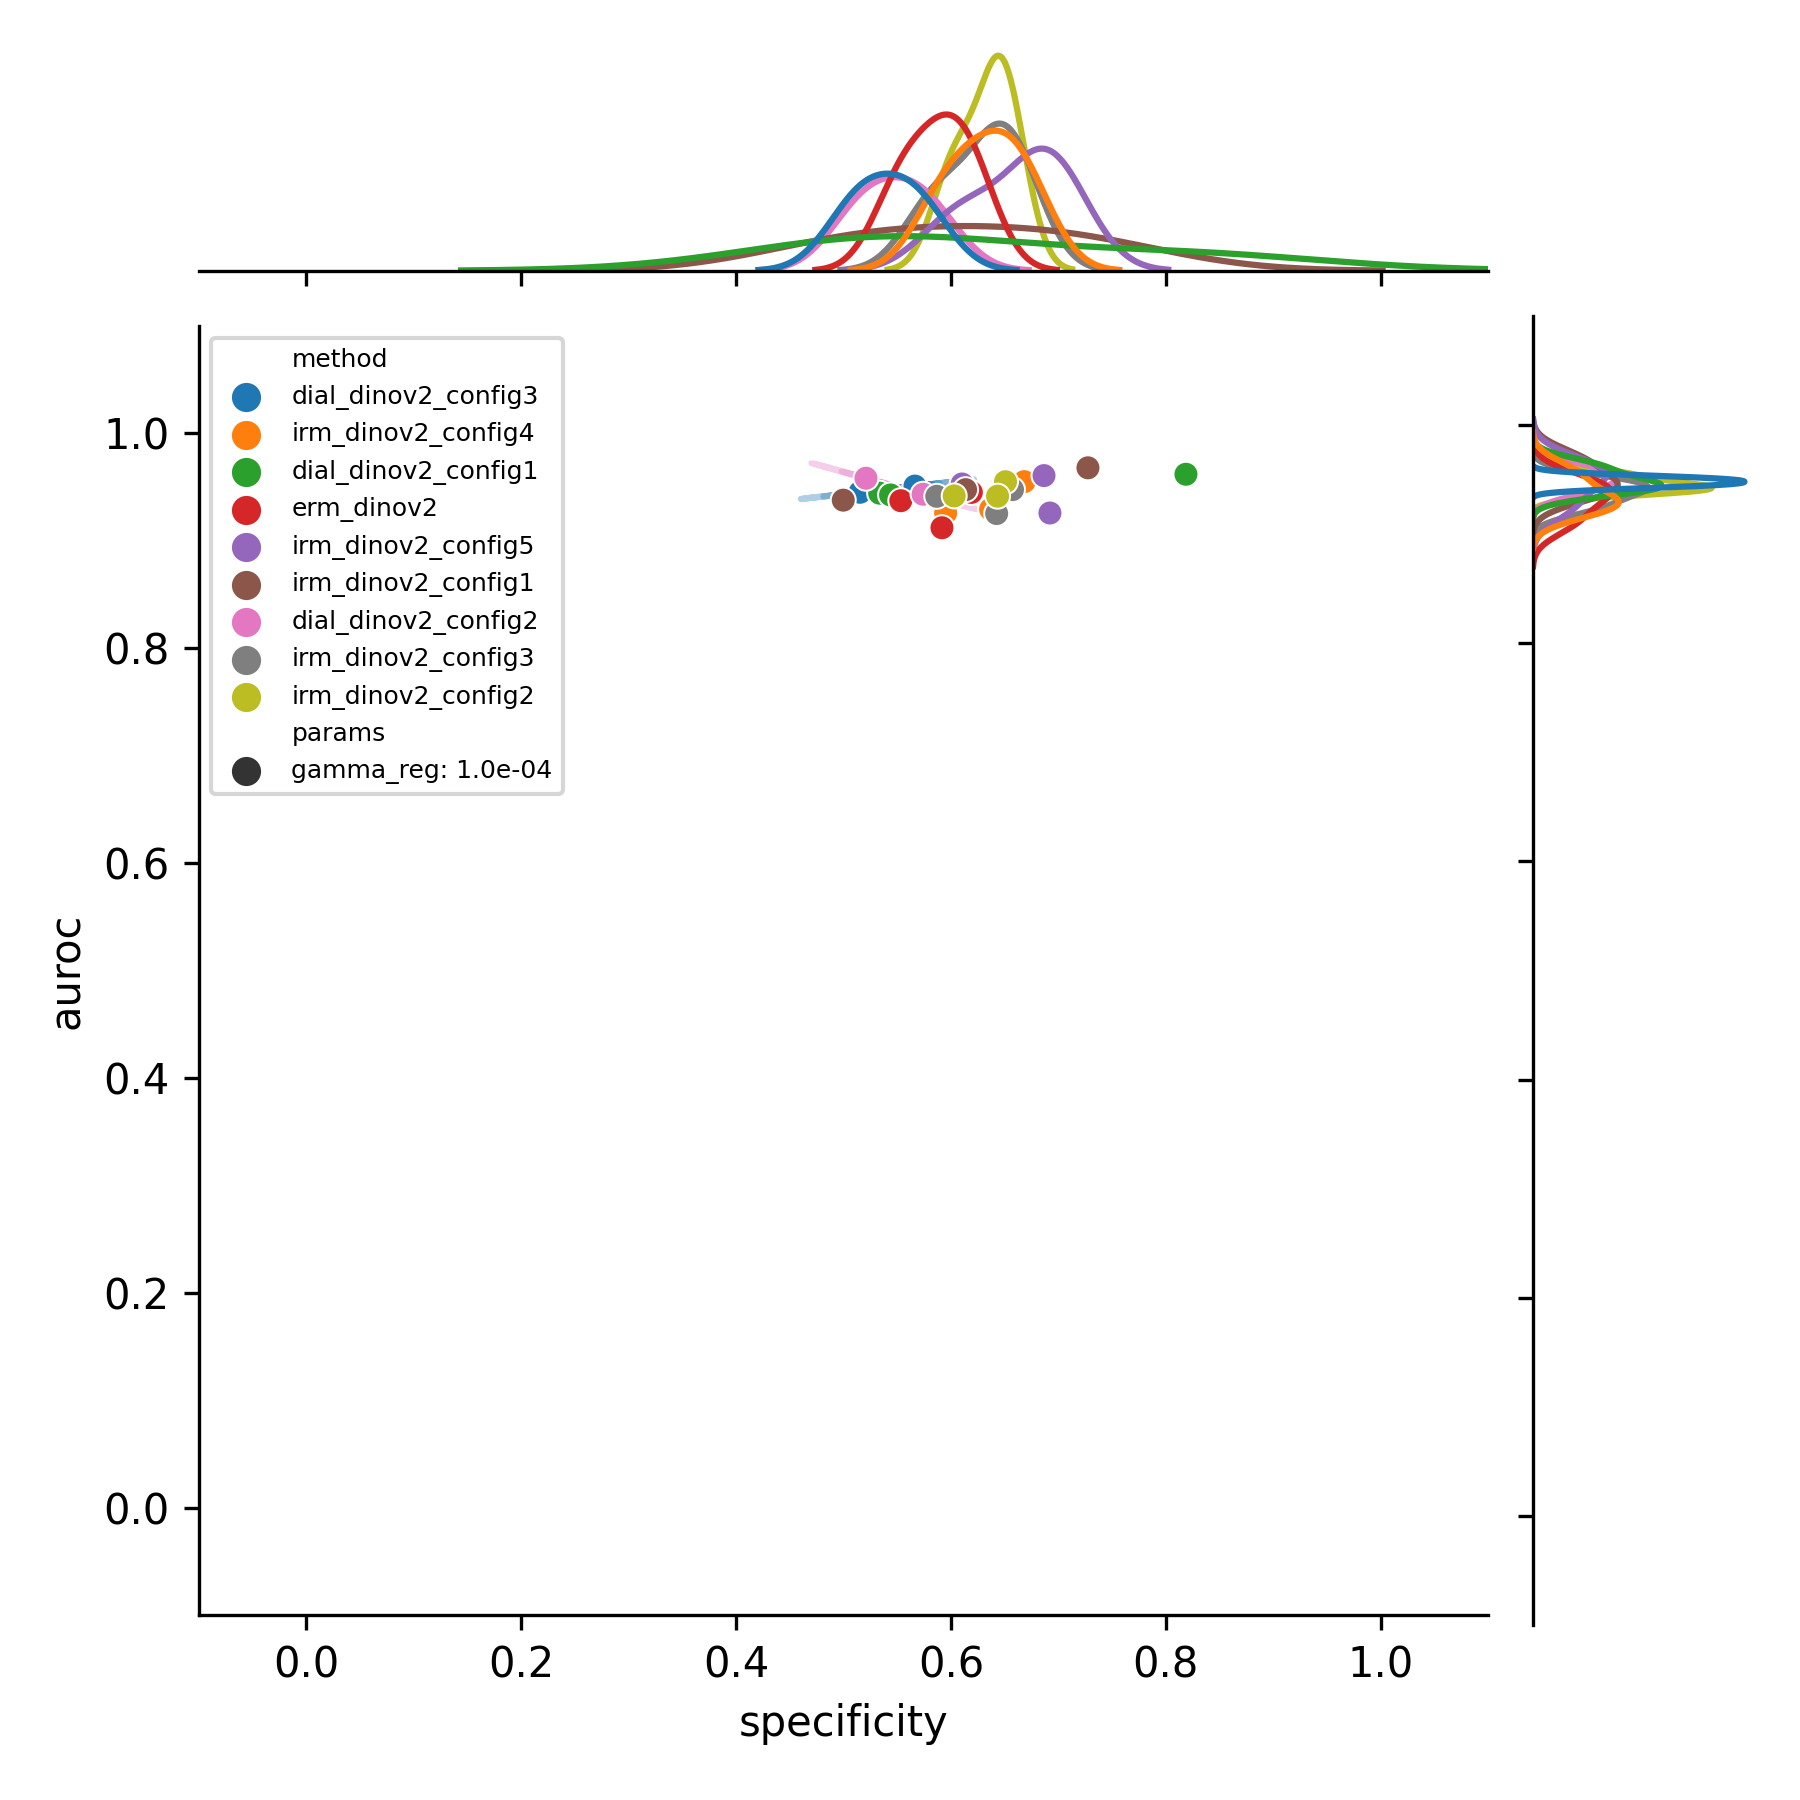 method
dial_dinov2_config3
irm_dinov2_config4
dial_dinov2_config1
erm_dinov2
irm_dinov2_config5
irm_dinov2_config1
dial_dinov2_config2
irm_dinov2_config3
irm_dinov2_config2
params
gamma_reg: 1.0e-04
1.0
0.8
0.6
0.4
0.2
0.0
auroc
0.0 0.2 0.4 0.6 0.8 1.0
specificity